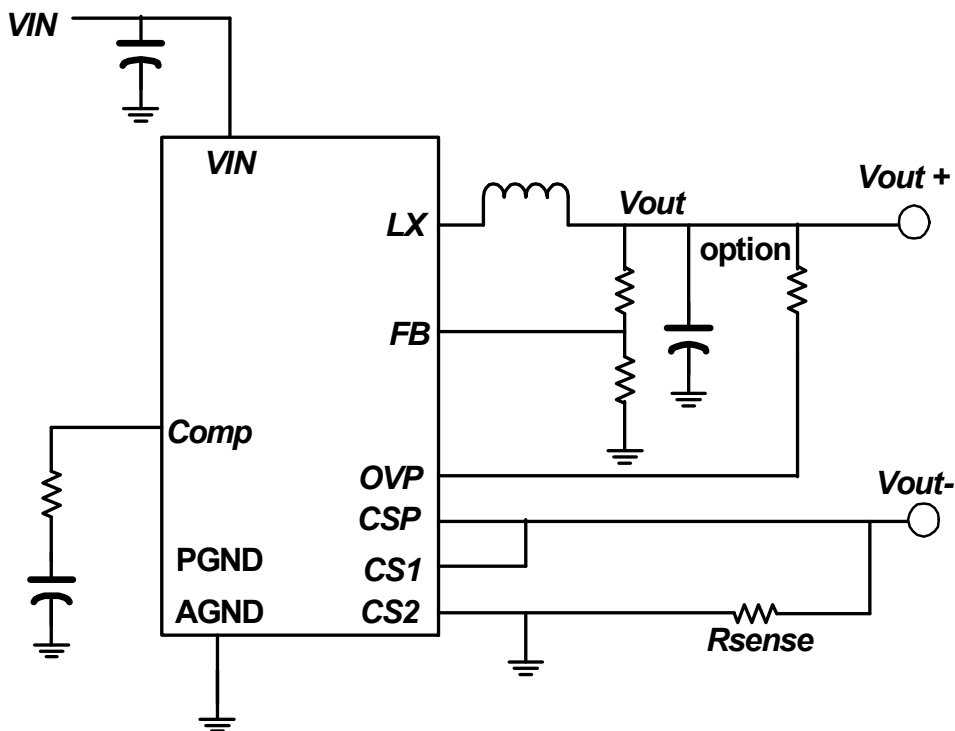 VIN
VIN
Vout +
LX
Vout
option
FB
Comp
OVP
Vout-
CSP
PGND
CS1
AGND
CS2
Rsense